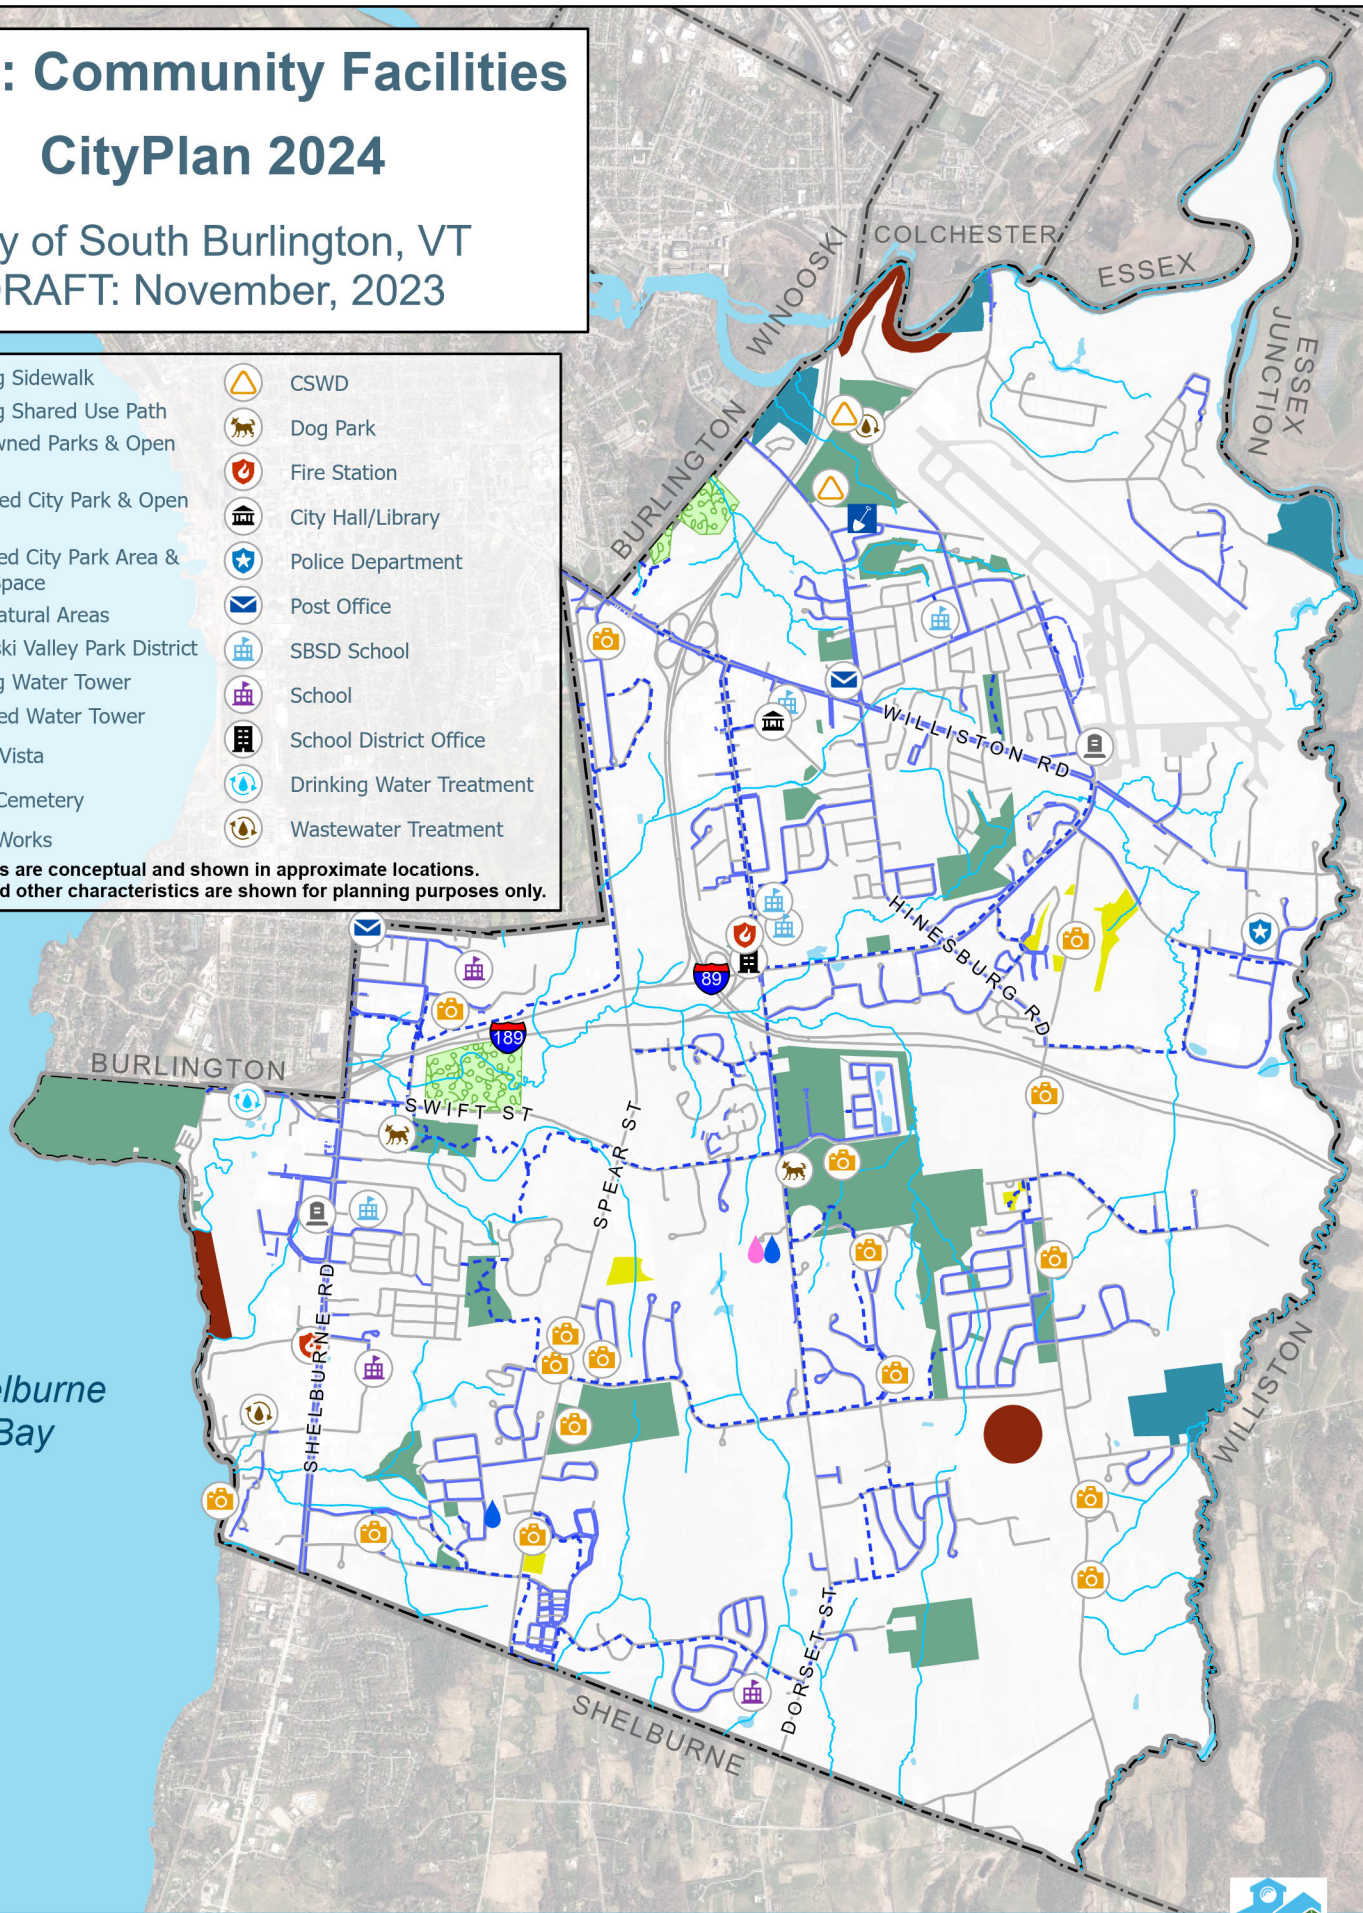 : Community Facilities
CityPlan 2024
y of South Burlington, VT
DRAFT: November, 2023
g Sidewalk
g Shared Use Path
wned Parks & Open
ed City Park & Open
ed City Park Area &
Space
atural Areas
ski Valley Park District
g Water Tower
ed Water Tower
Vista
Cemetery
Works
CSWD
Dog Park
Fire Station
City Hall/Library
Police Department
Post Office
SBSD School
School
School District Office
Drinking Water Treatment
Wastewater Treatment
s are conceptual and shown in approximate locations.
d other characteristics are shown for planning purposes only.
COLCHESTER
WINOOSKI
ESSEX
ESSEX
JUNCTION
BURLINGTON
WILLISTON RD
HINESBURG RD
89
189
BURLINGTON
SWIFT ST
SPEAR ST
SHELBURNE RD
elburne
Bay
WILLISTON
DORSET ST
SHELBURNE